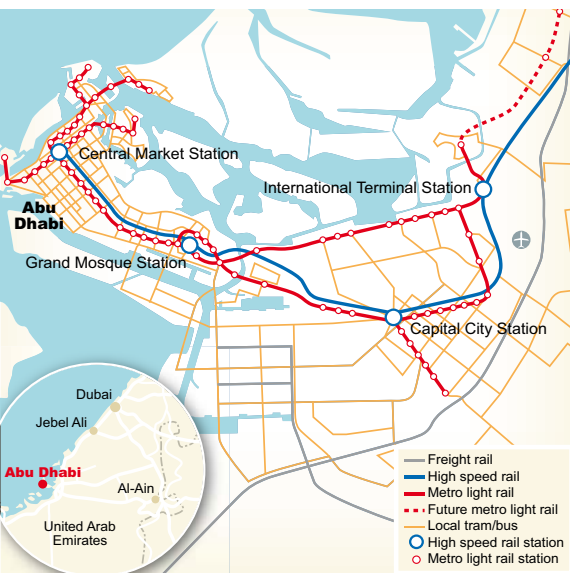 Central Market Station
International Terminal Station
Abu
Dhabi
Grand Mosque Station
Capital City Station
Dubai
Jebel Ali
Abu Dhabi
Al-Ain
United Arab
Emirates
Freight rail
High speed rail
Metro light rail
Future metro light rail
Local tram/bus
High speed rail station
Metro light rail station